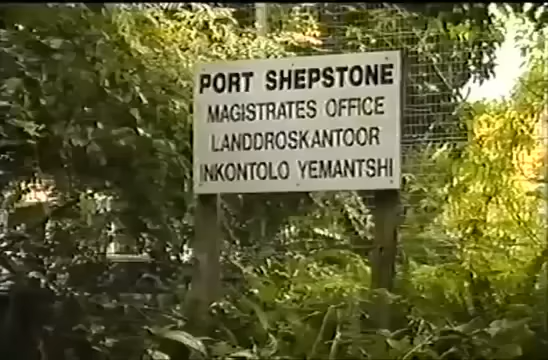 PORT SHEPSTONE
MAGISTRATES OFFICE
LANDDROSKANTOOR
INKONTOLO YEMANTSHI